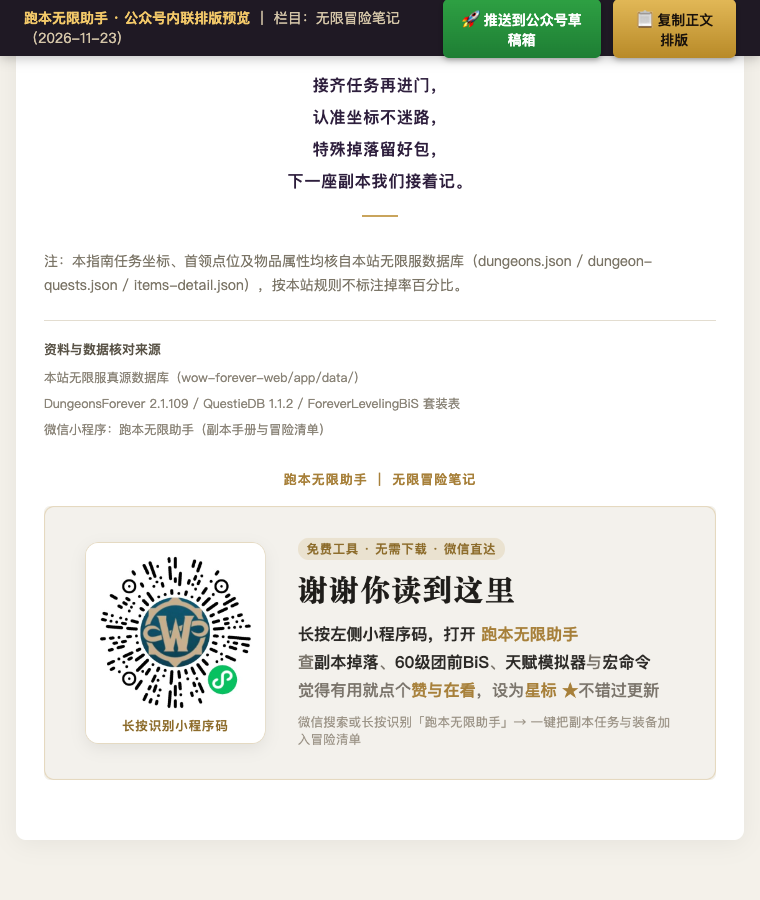 跑本无限助手 · 公众号内联排版预览 | 栏目：无限冒险笔记
（2026-11-23）
🚀 推送到公众号草
稿箱
📋 复制正文
排版
接齐任务再进门，
认准坐标不迷路，
特殊掉落留好包，
下一座副本我们接着记。
注：本指南任务坐标、首领点位及物品属性均核自本站无限服数据库（dungeons.json / dungeon-
quests.json / items-detail.json），按本站规则不标注掉率百分比。
资料与数据核对来源
本站无限服真源数据库（wow-forever-web/app/data/）
DungeonsForever 2.1.109 / QuestieDB 1.1.2 / ForeverLevelingBiS 套装表
微信小程序：跑本无限助手（副本手册与冒险清单）
跑本无限助手 | 无限冒险笔记
W
长按识别小程序码
免费工具 · 无需下载 · 微信直达
谢谢你读到这里
长按左侧小程序码，打开 跑本无限助手
查副本掉落、60级团前BiS、天赋模拟器与宏命令
觉得有用就点个赞与在看，设为星标 ★不错过更新
微信搜索或长按识别「跑本无限助手」→ 一键把副本任务与装备加
入冒险清单